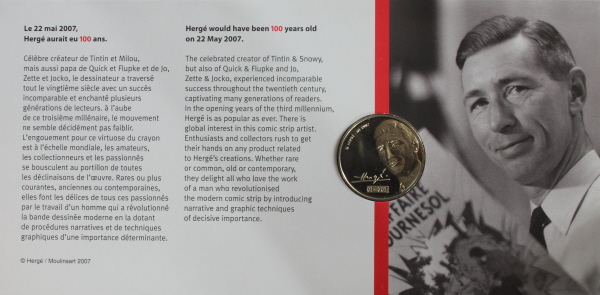 Le 22 mai 2007,
Hergé aurait eu 100 ans.
Célèbre créateur de Tintin et Milou,
mais aussi papa de Quick et Flupke et de Jo,
Zette et Jocko, le dessinateur a traversé
tout le vingtième siècle avec un succès
incomparable et enchanté plusieurs
générations de lecteurs. à l'aube
de ce troisième millénaire, le mouvement
ne semble décidément pas faiblir.
L'engouement pour ce virtuose du crayon
est à l'échelle mondiale, les amateurs,
les collectionneurs et les passionnés
se bousculent au portillon de toutes
les déclinaisons de l'œuvre. Rares ou plus
courantes, anciennes ou contemporaines,
elles font les délices de tous ces passionnés
par le travail d'un homme qui a révolutionné
la bande dessinée moderne en la dotant
de procédures narratives et de techniques
graphiques d'une importance déterminante.
© Hergé / Moulinsart 2007
Hergé would have been 100 years old
on 22 May 2007.
The celebrated creator of Tintin & Snowy,
but also of Quick & Flupke and Jo,
Zette & Jocko, experienced incomparable
success throughout the twentieth century,
captivating many generations of readers.
In the opening years of the third millennium,
Hergé is as popular as ever. There is
global interest in this comic strip artist.
Enthusiasts and collectors rush to get
their hands on any product related
to Hergé's creations. Whether rare
or common, old or contemporary,
they delight all who love the work
of a man who revolutionised
the modern comic strip by introducing
narrative and graphic techniques
of decisive importance.
Hergé
FAIRE
URNESOL